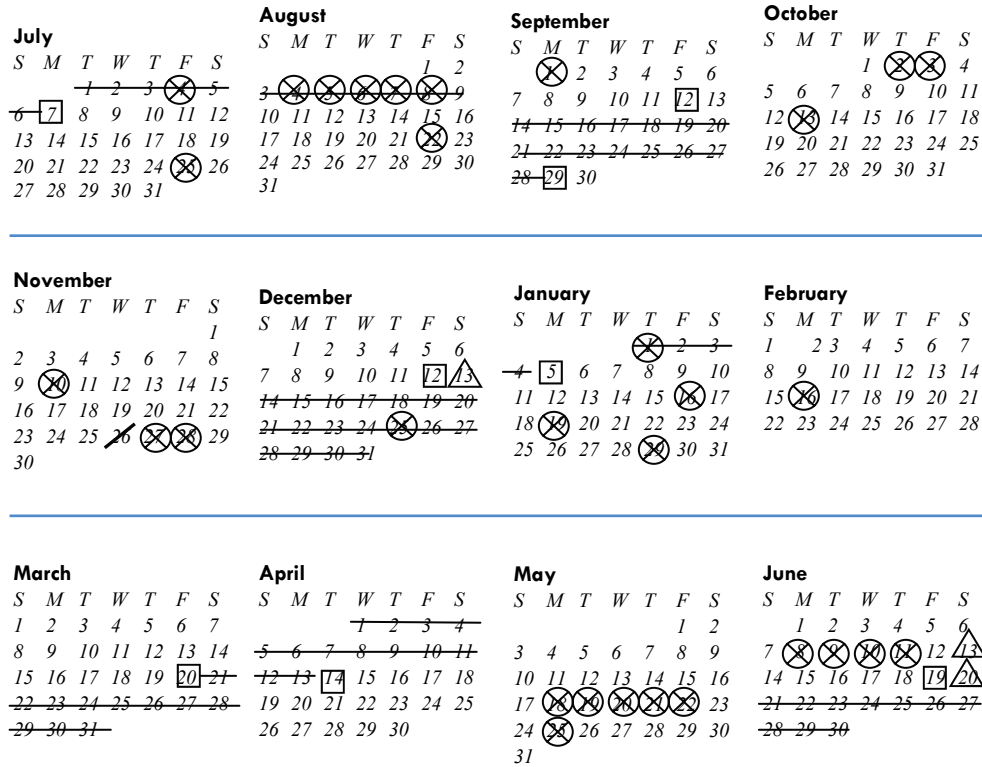 July
S M T W T F S
1 2 3 4 5
6 7 8 9 10 11 12
13 14 15 16 17 18 19
20 21 22 23 24 25 26
27 28 29 30 31
August
S M T W T F S
1 2
3 4 5 6 7 8 9
10 11 12 13 14 15 16
17 18 19 20 21 22 23
24 25 26 27 28 29 30
31
September
S M T W T F S
1 2 3 4 5 6
7 8 9 10 11 12 13
14 15 16 17 18 19 20
21 22 23 24 25 26 27
28 29 30
October
S M T W T F S
1 2 3 4
5 6 7 8 9 10 11
12 13 14 15 16 17 18
19 20 21 22 23 24 25
26 27 28 29 30 31
November
S M T W T F S
1
2 3 4 5 6 7 8
9 10 11 12 13 14 15
16 17 18 19 20 21 22
23 24 25 26 27 28 29
30
December
S M T W T F S
1 2 3 4 5 6
7 8 9 10 11 12 13
14 15 16 17 18 19 20
21 22 23 24 25 26 27
28 29 30 31
January
S M T W T F S
1 2 3
4 5 6 7 8 9 10
11 12 13 14 15 16 17
18 19 20 21 22 23 24
25 26 27 28 29 30 31
February
S M T W T F S
1 2 3 4 5 6 7
8 9 10 11 12 13 14
15 16 17 18 19 20 21
22 23 24 25 26 27 28
March
S M T W T F S
1 2 3 4 5 6 7
8 9 10 11 12 13 14
15 16 17 18 19 20 21
22 23 24 25 26 27 28
29 30 31
April
S M T W T F S
1 2 3 4
5 6 7 8 9 10 11
12 13 14 15 16 17 18
19 20 21 22 23 24 25
26 27 28 29 30
May
S M T W T F S
1 2
3 4 5 6 7 8 9
10 11 12 13 14 15 16
17 18 19 20 21 22 23
24 25 26 27 28 29 30
31
June
S M T W T F S
1 2 3 4 5 6
7 8 9 10 11 12 13
14 15 16 17 18 19 20
21 22 23 24 25 26 27
28 29 30